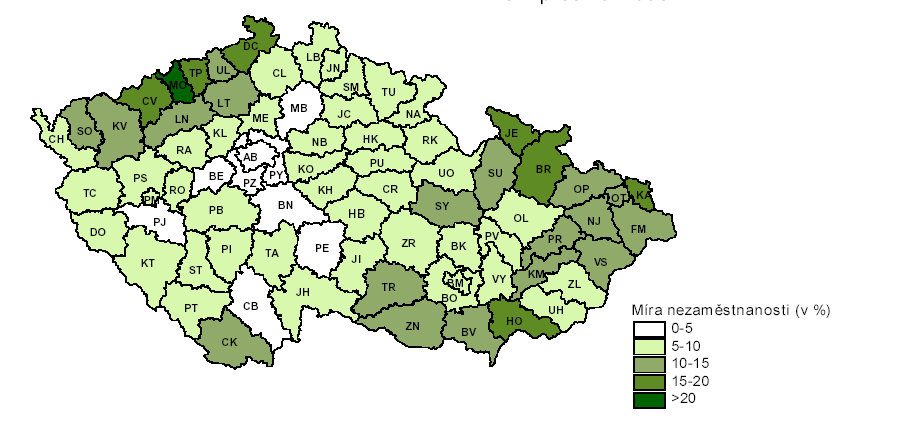 DC
LB
UL
TP
CL
JN
MO
SM
TU
CV
LT
MB
JC
NA
ME
LN
SO
KV
KL
NB
HK
RK
JE
CH
RA
AB
PU
BR
KO
UO
SU
PS
BE
PZ
PY
OP
TC
RO
KH
CR
OT
KA
PM
PB
BN
SY
PJ
HB
OL
NJ
FM
DO
PV
PR
PI
PE
ZR
BK
KT
ST
TA
JI
VS
KM
BM
VY
ZL
TR
JH
BO
PT
CB
UH
HO
ZN
BV
CK
Míra nezaměstnanosti (v %)
0-5
5-10
10-15
15-20
>20